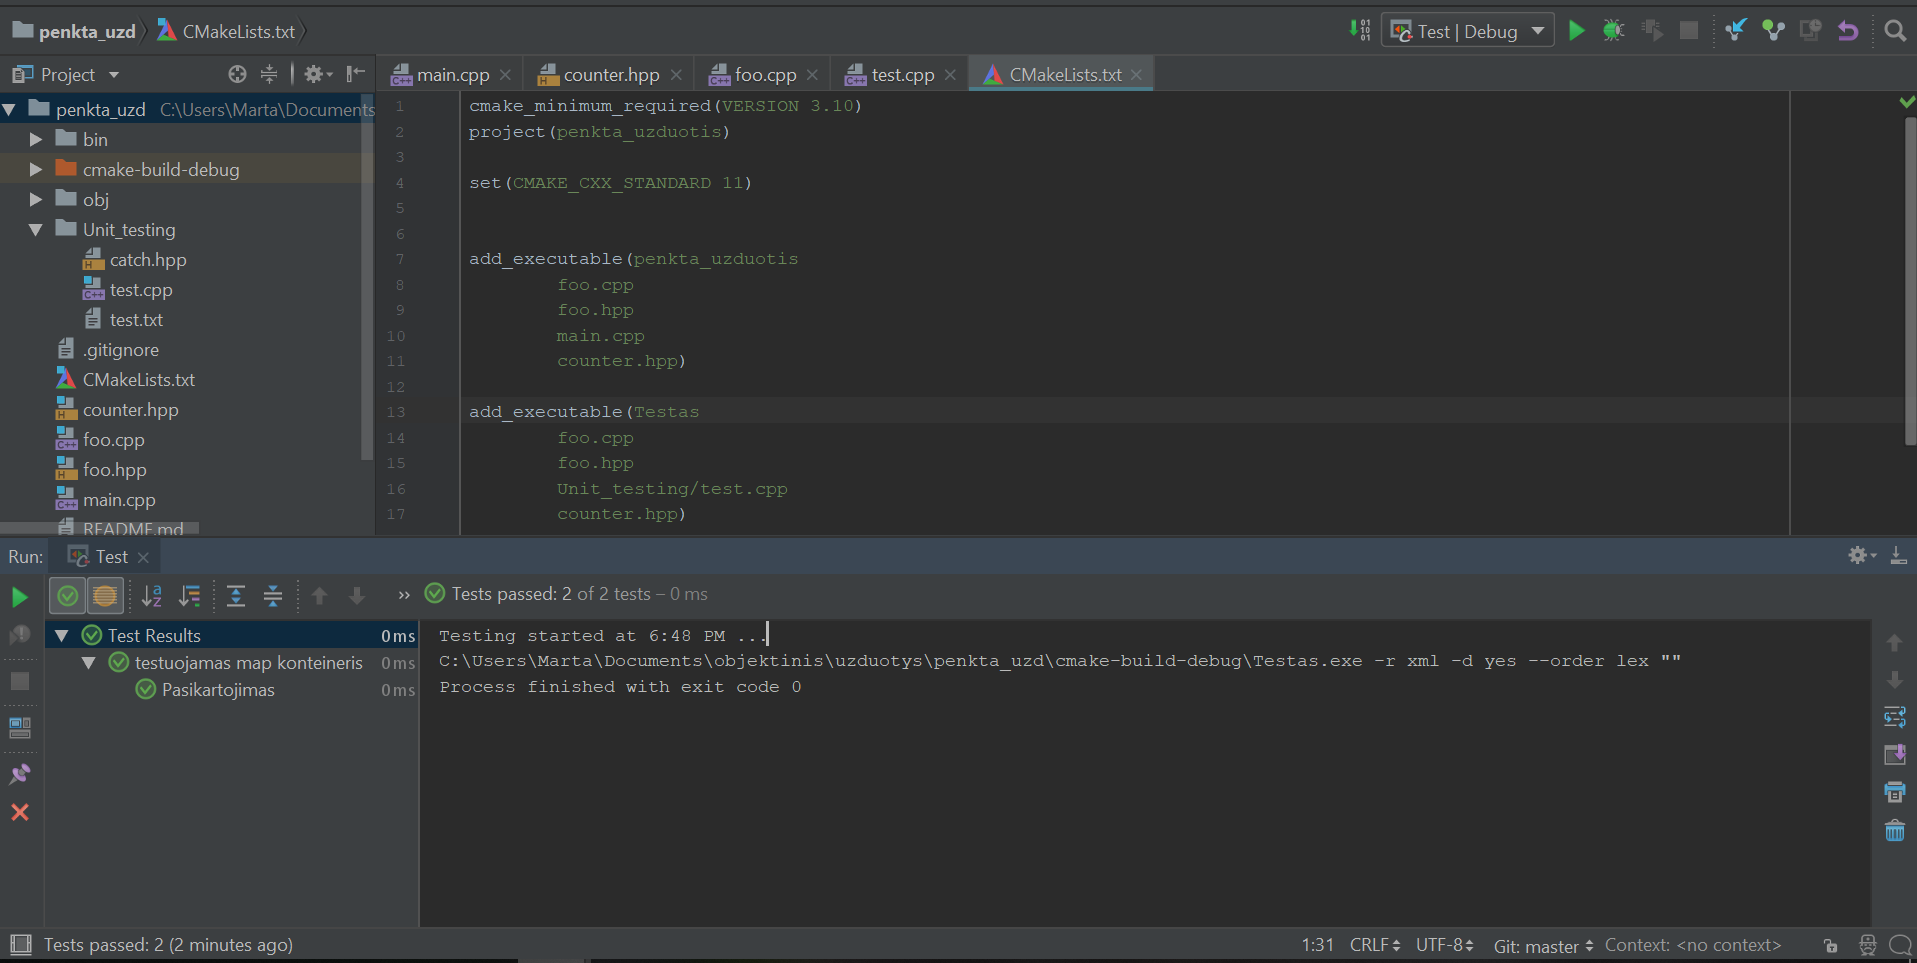 penkta_uzd CMakeLists.txt Test | Debug
Project main.cpp counter.hpp foo.cpp test.cpp CMakeLists.txt
penkta_uzd C:\Users\Marta\Documents
bin
cmake-build-debug
obj
Unit_testing
catch.hpp
test.cpp
test.txt
.gitignore
CMakeLists.txt
counter.hpp
foo.cpp
foo.hpp
main.cpp
README.md
1 cmake_minimum_required(VERSION 3.10)
2 project(penkta_uzduotis)
3
4 set(CMAKE_CXX_STANDARD 11)
5
6
7 add_executable(penkta_uzduotis
8 foo.cpp
9 foo.hpp
10 main.cpp
11 counter.hpp)
12
13 add_executable(Testas
14 foo.cpp
15 foo.hpp
16 Unit_testing/test.cpp
17 counter.hpp)
Run: Test
Tests passed: 2 of 2 tests – 0 ms
Test Results 0ms
testuojamas map konteineris 0ms
Pasikartojimas 0ms
Testing started at 6:48 PM ...
C:\Users\Marta\Documents\objektinis\uzduotys\penkta_uzd\cmake-build-debug\Testas.exe -r xml -d yes --order lex ""
Process finished with exit code 0
Tests passed: 2 (2 minutes ago) 1:31 CRLF UTF-8 Git: master Context: <no context>